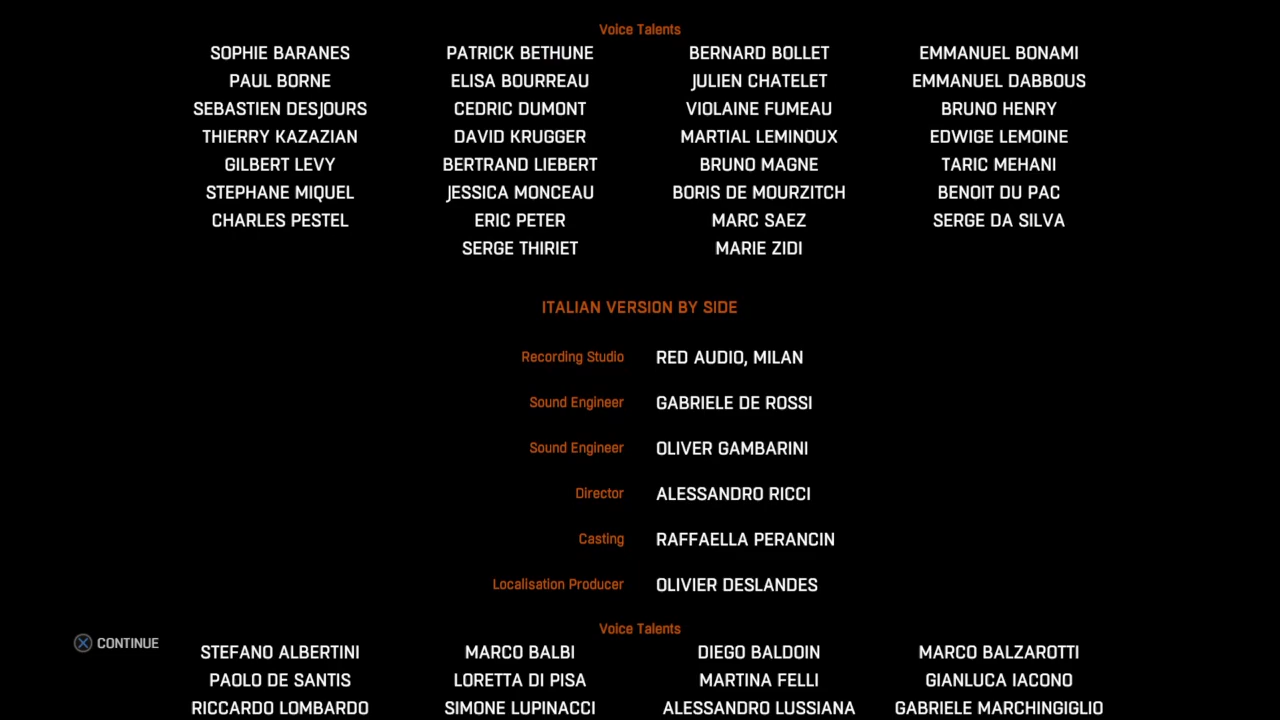 Voice Talents
SOPHIE BARANES PATRICK BETHUNE BERNARD BOLLET EMMANUEL BONAMI
PAUL BORNE ELISA BOURREAU JULIEN CHATELET EMMANUEL DABBOUS
SEBASTIEN DESJOURS CEDRIC DUMONT VIOLAINE FUMEAU BRUNO HENRY
THIERRY KAZAZIAN DAVID KRUGGER MARTIAL LEMINOUX EDWIGE LEMOINE
GILBERT LEVY BERTRAND LIEBERT BRUNO MAGNE TARIC MEHANI
STEPHANE MIQUEL JESSICA MONCEAU BORIS DE MOURZITCH BENOIT DU PAC
CHARLES PESTEL ERIC PETER MARC SAEZ SERGE DA SILVA
SERGE THIRIET MARIE ZIDI
ITALIAN VERSION BY SIDE
Recording Studio RED AUDIO, MILAN
Sound Engineer GABRIELE DE ROSSI
Sound Engineer OLIVER GAMBARINI
Director ALESSANDRO RICCI
Casting RAFFAELLA PERANCIN
Localisation Producer OLIVIER DESLANDES
Voice Talents
CONTINUE
STEFANO ALBERTINI MARCO BALBI DIEGO BALDOIN MARCO BALZAROTTI
PAOLO DE SANTIS LORETTA DI PISA MARTINA FELLI GIANLUCA IACONO
RICCARDO LOMBARDO SIMONE LUPINACCI ALESSANDRO LUSSIANA GABRIELE MARCHINGIGLIO